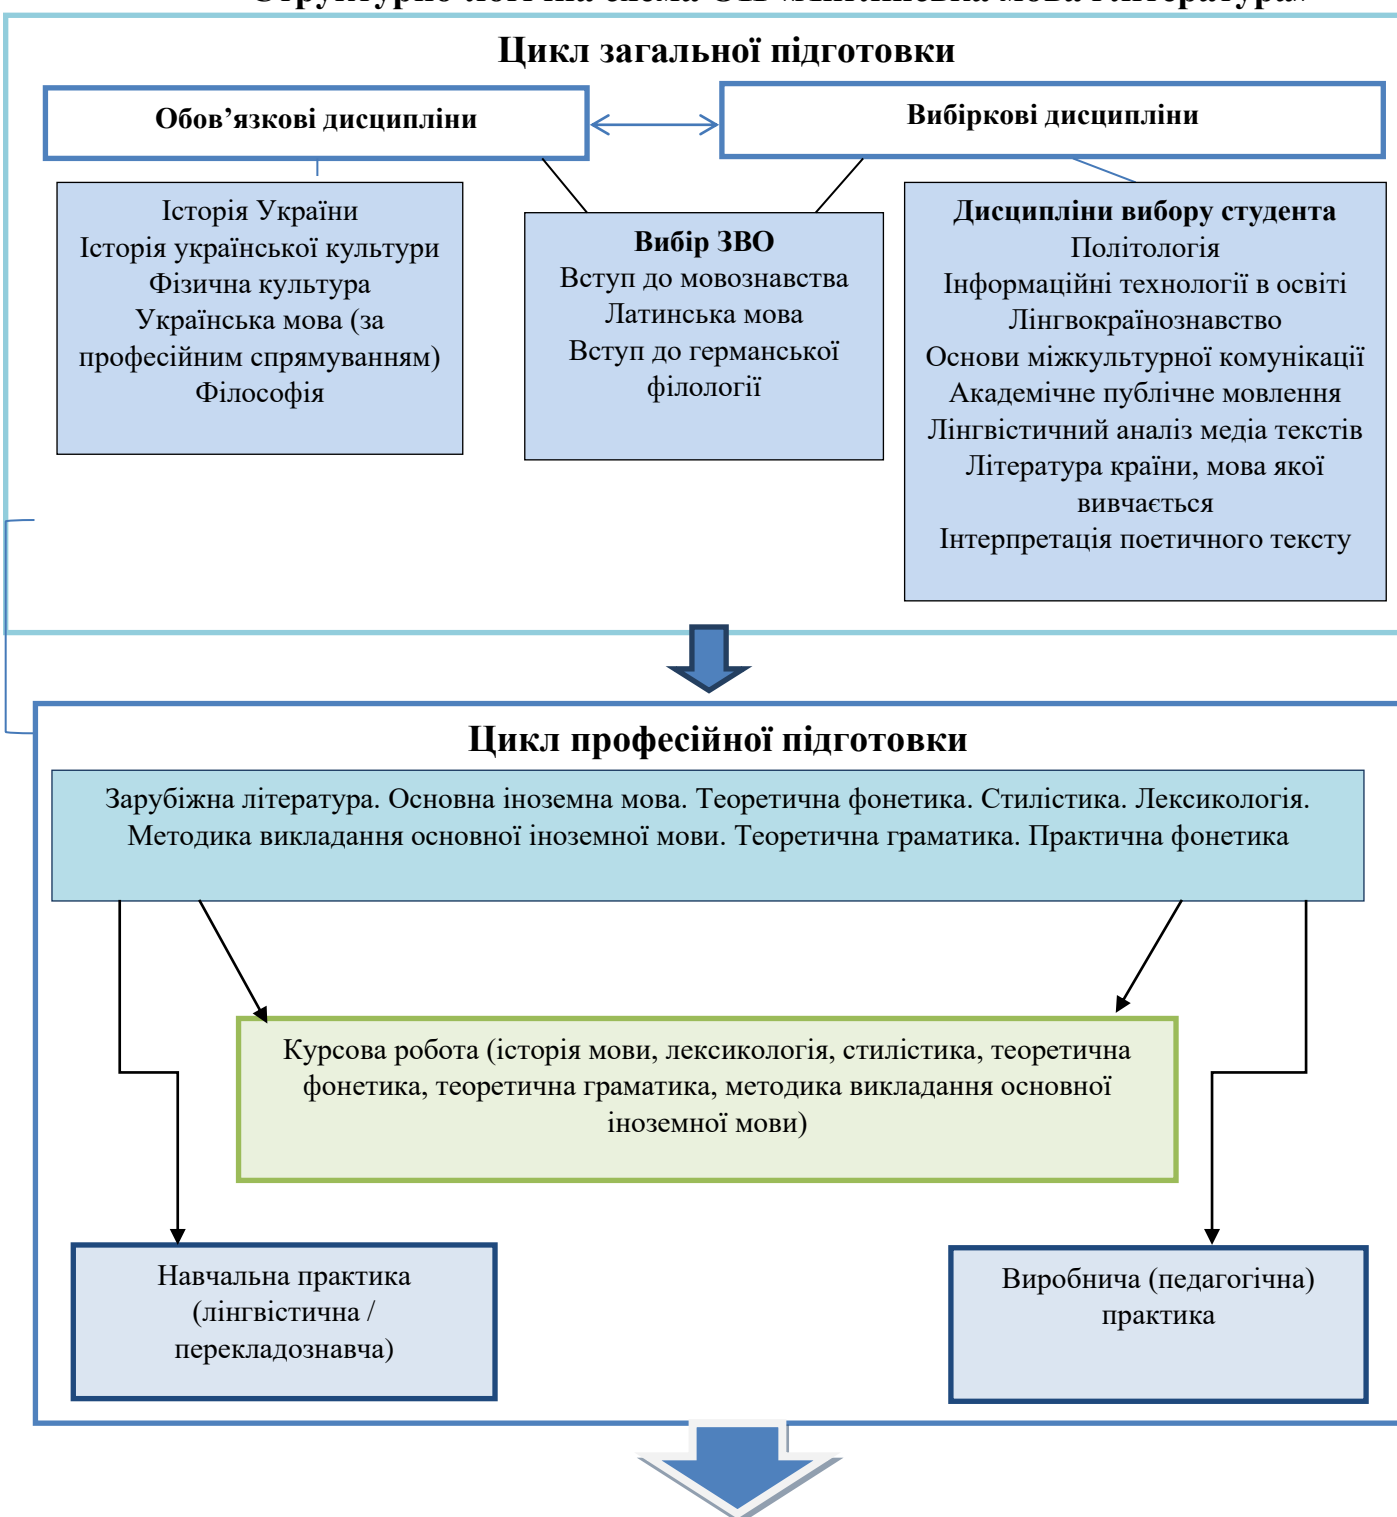 Цикл загальної підготовки
Обов’язкові дисципліни
Вибіркові дисципліни
Історія України
Історія української культури
Фізична культура
Українська мова (за
професійним спрямуванням)
Філософія
Вибір ЗВО
Вступ до мовознавства
Латинська мова
Вступ до германської
філології
Дисципліни вибору студента
Політологія
Інформаційні технології в освіті
Лінгвокраїнознавство
Основи міжкультурної комунікації
Академічне публічне мовлення
Лінгвістичний аналіз медіа текстів
Література країни, мова якої
вивчається
Інтерпретація поетичного тексту
Цикл професійної підготовки
Зарубіжна література. Основна іноземна мова. Теоретична фонетика. Стилістика. Лексикологія.
Методика викладання основної іноземної мови. Теоретична граматика. Практична фонетика
Курсова робота (історія мови, лексикологія, стилістика, теоретична
фонетика, теоретична граматика, методика викладання основної
іноземної мови)
Навчальна практика
(лінгвістична /
перекладознавча)
Виробнича (педагогічна)
практика